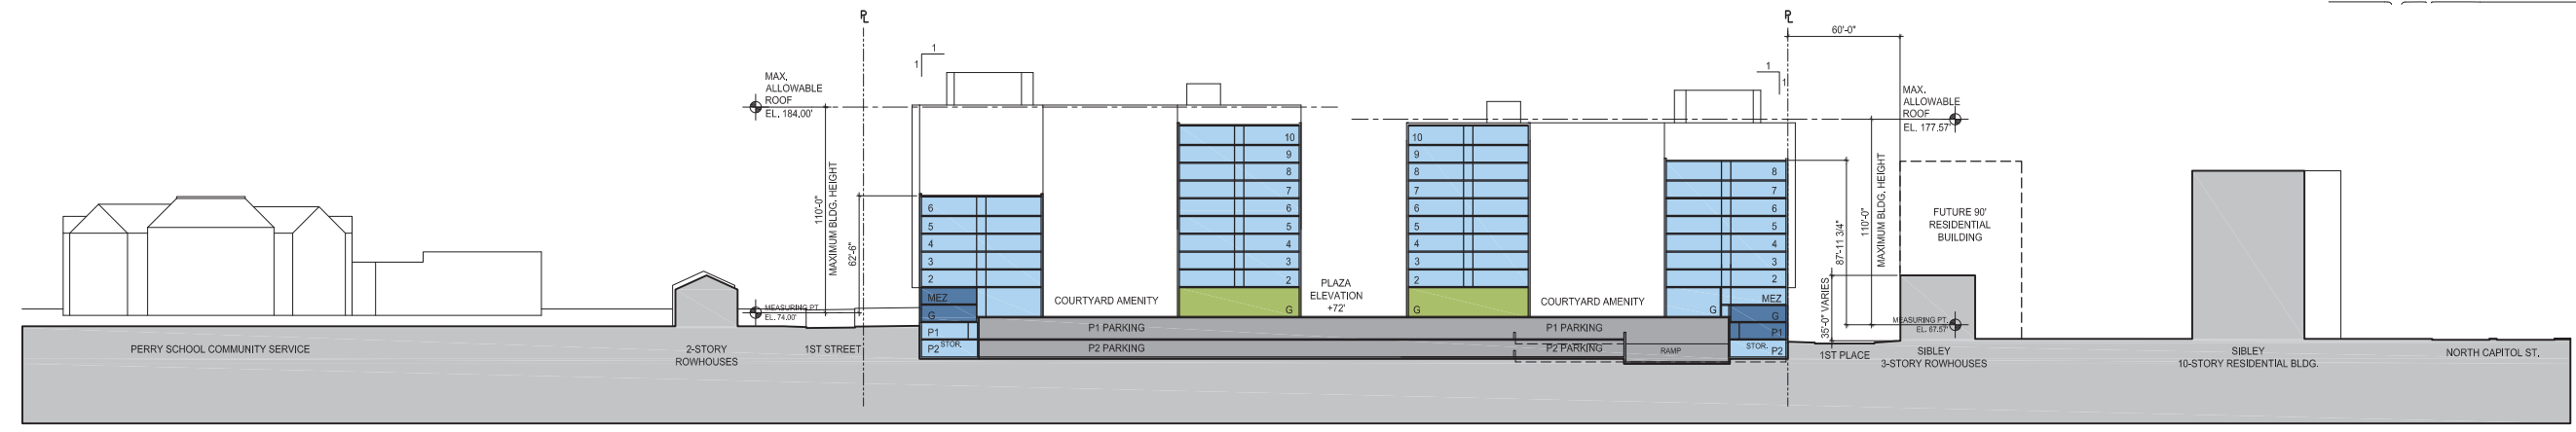 PL
PL
60'-0"
1
1
1
1
MAX.
ALLOWABLE
ROOF
EL. 184.00'
MAX.
ALLOWABLE
ROOF
EL. 177.57'
110'-0"
MAXIMUM BLDG. HEIGHT
62'-6"
MEASURING PT.
EL. 74.00'
6
5
4
3
2
MEZ
G
P1
P2
STOR.
COURTYARD AMENITY
10
9
8
7
6
5
4
3
2
G
PLAZA
ELEVATION
+72'
10
9
8
7
6
5
4
3
2
G
COURTYARD AMENITY
8
7
6
5
4
3
2
MEZ
G
G
P1
P2
STOR.
P1 PARKING
P1 PARKING
P2 PARKING
P2 PARKING
RAMP
87'-11 3/4"
110'-0"
MAXIMUM BLDG. HEIGHT
35'-0" VARIES
MEASURING PT.
EL. 67.57'
FUTURE 90'
RESIDENTIAL
BUILDING
PERRY SCHOOL COMMUNITY SERVICE
2-STORY
ROWHOUSES
1ST STREET
1ST PLACE
SIBLEY
3-STORY ROWHOUSES
SIBLEY
10-STORY RESIDENTIAL BLDG.
NORTH CAPITOL ST.